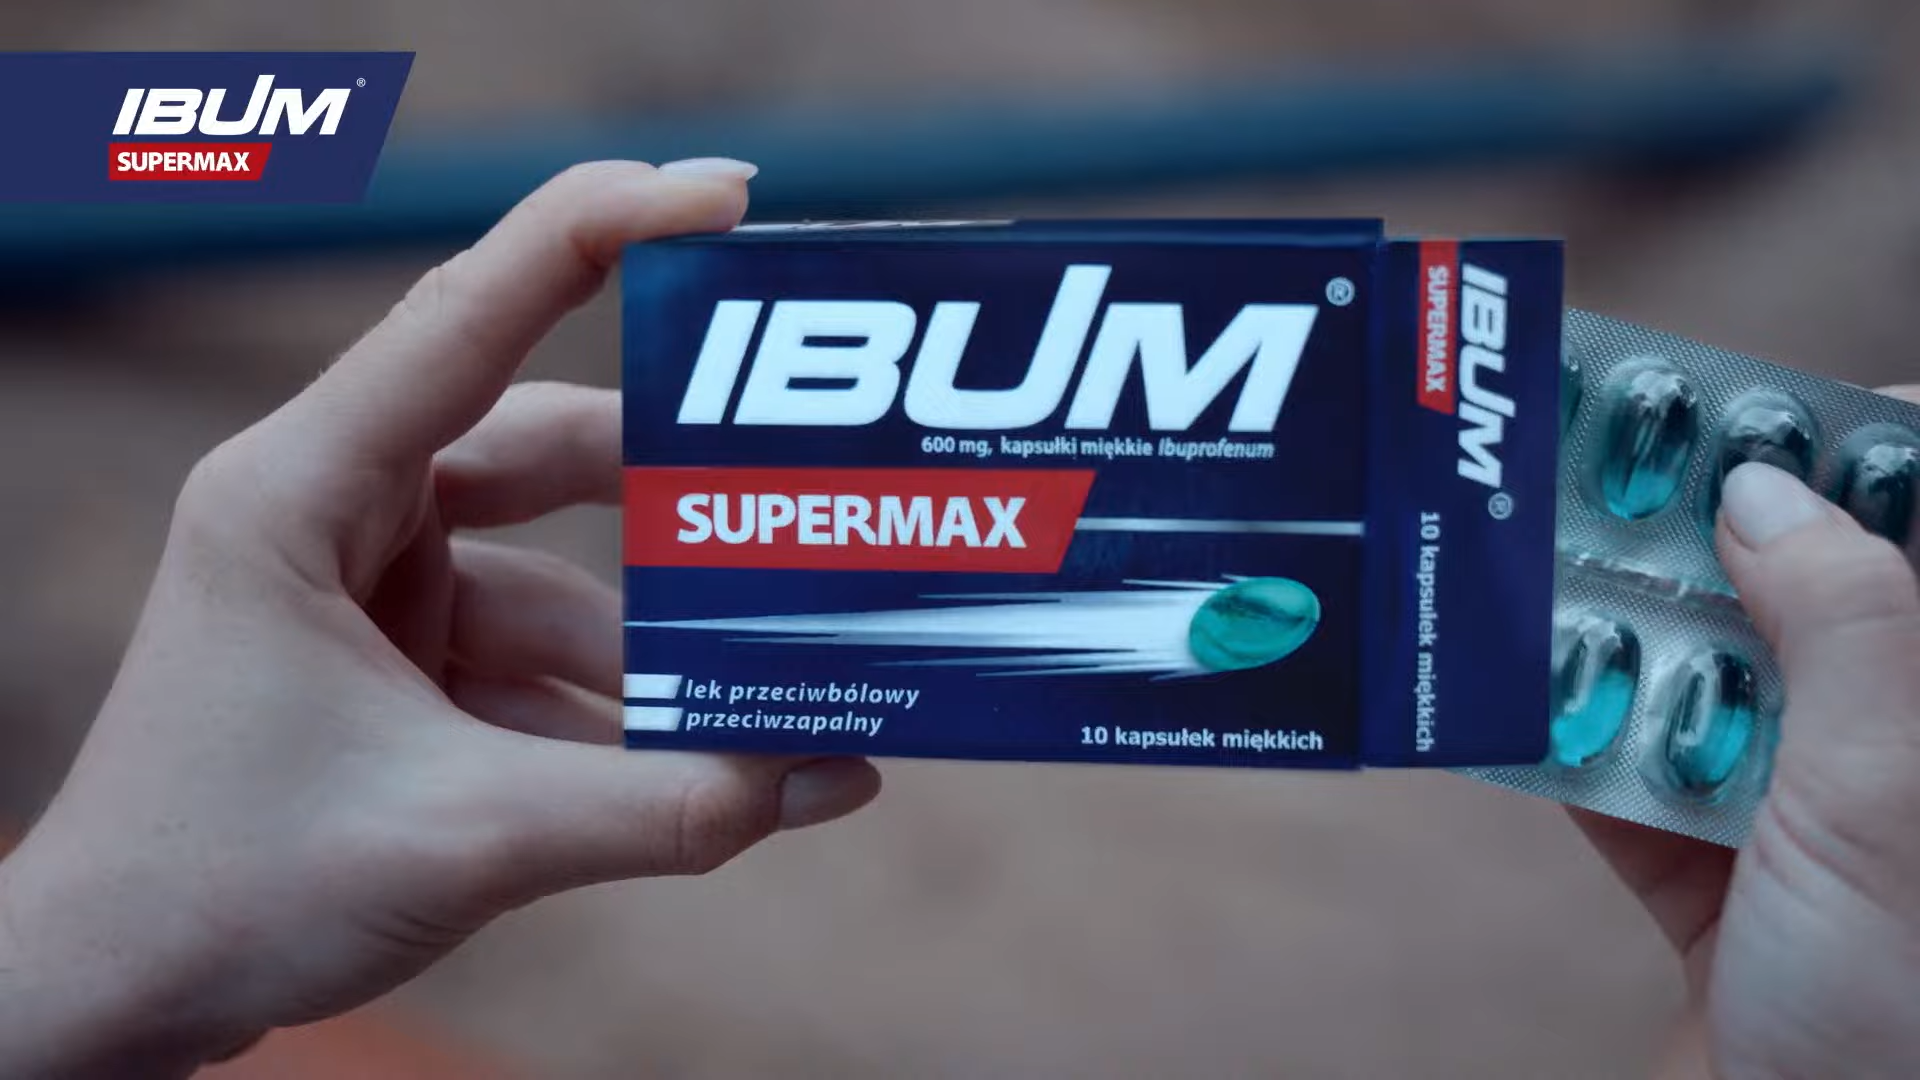 IBUM®
SUPERMAX
IBUM®
600 mg, kapsułki miękkie Ibuprofenum
SUPERMAX
lek przeciwbólowy
przeciwzapalny
10 kapsułek miękkich
IBUM®
SUPERMAX
10 kapsułek miękkich